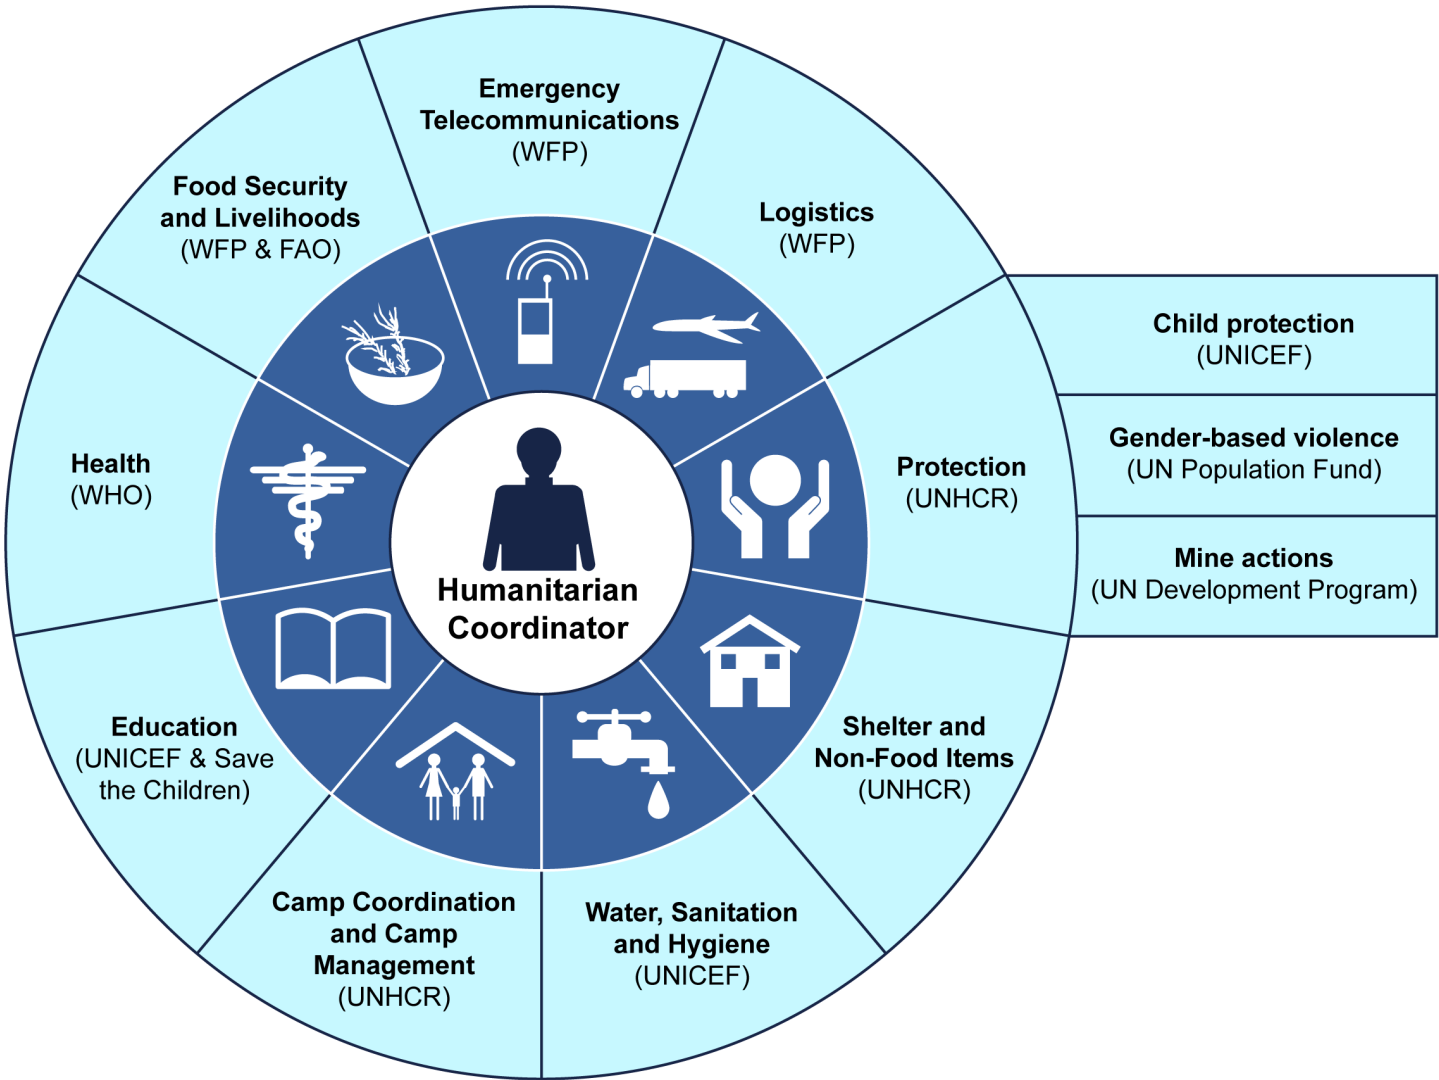 Emergency
Telecommunications
(WFP)
Logistics
(WFP)
Protection
(UNHCR)
Child protection
(UNICEF)
Gender-based violence
(UN Population Fund)
Mine actions
(UN Development Program)
Shelter and
Non-Food Items
(UNHCR)
Water, Sanitation
and Hygiene
(UNICEF)
Camp Coordination
and Camp
Management
(UNHCR)
Education
(UNICEF & Save
the Children)
Health
(WHO)
Food Security
and Livelihoods
(WFP & FAO)
Humanitarian
Coordinator